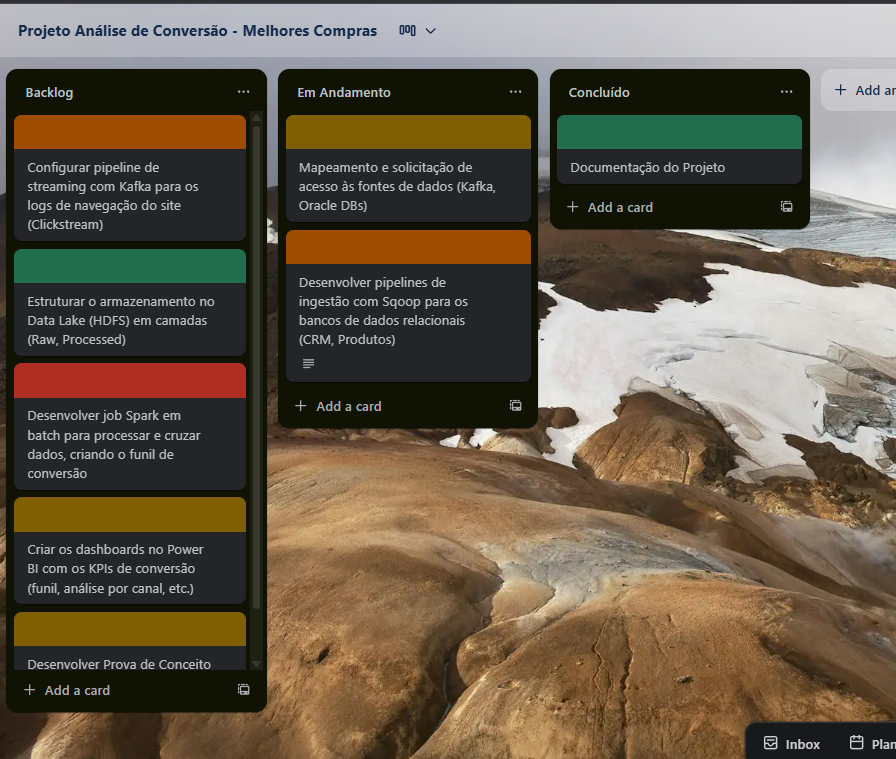 Projeto Análise de Conversão - Melhores Compras
Backlog
Configurar pipeline de
streaming com Kafka para os
logs de navegação do site
(Clickstream)
Estruturar o armazenamento no
Data Lake (HDFS) em camadas
(Raw, Processed)
Desenvolver job Spark em
batch para processar e cruzar
dados, criando o funil de
conversão
Criar os dashboards no Power
BI com os KPIs de conversão
(funil, análise por canal, etc.)
Desenvolver Prova de Conceito
Add a card
Em Andamento
Mapeamento e solicitação de
acesso às fontes de dados (Kafka,
Oracle DBs)
Desenvolver pipelines de
ingestão com Sqoop para os
bancos de dados relacionais
(CRM, Produtos)
Add a card
Concluído
Documentação do Projeto
Add a card
Add
Inbox